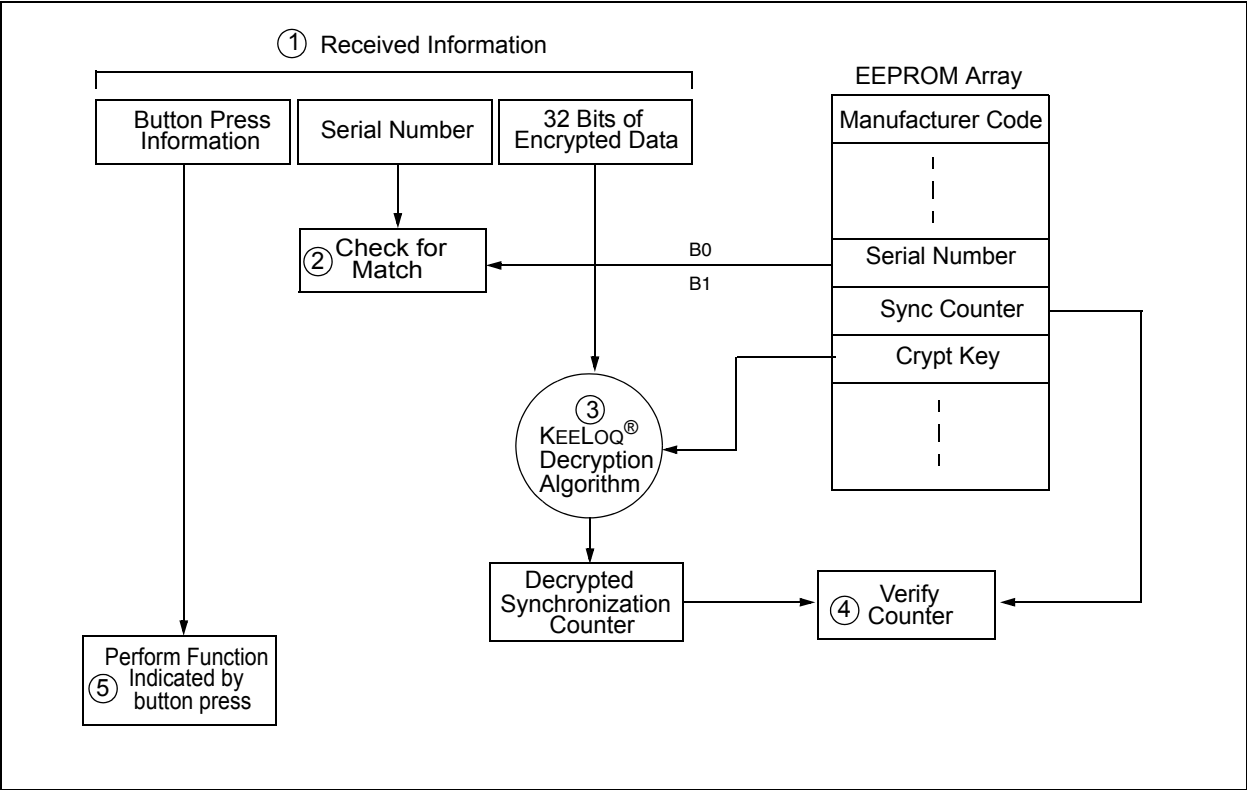 1 Received Information
EEPROM Array
Button Press
Information
Serial Number
32 Bits of
Encrypted Data
Manufacturer Code
2 Check for
Match
B0
B1
Serial Number
Sync Counter
Crypt Key
3
KEELOQ®
Decryption
Algorithm
Decrypted
Synchronization
Counter
4 Verify
Counter
Perform Function
5 Indicated by
button press